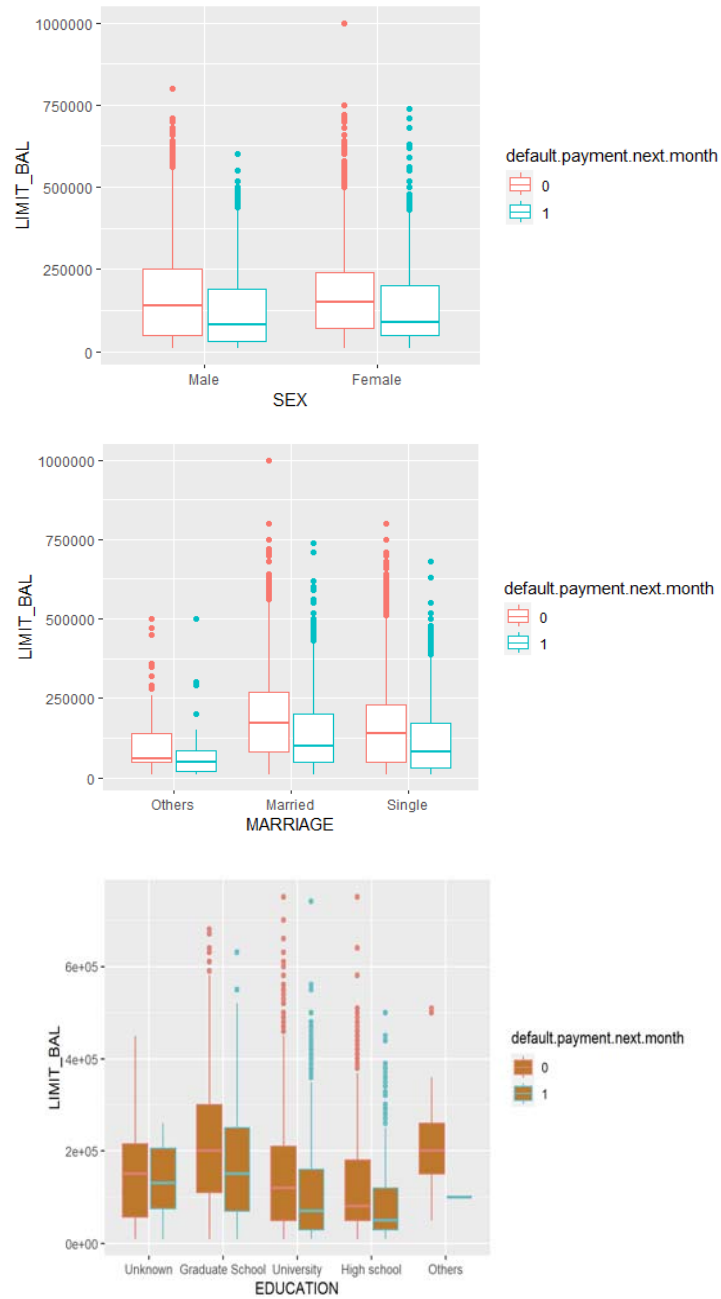 1000000
750000
500000
250000
0
LIMIT_BAL
Male Female
SEX
default.payment.next.month
0
1
1000000
750000
500000
250000
0
LIMIT_BAL
Others Married Single
MARRIAGE
default.payment.next.month
0
1
6e+05
4e+05
2e+05
0e+00
LIMIT_BAL
Unknown Graduate School University High school Others
EDUCATION
default.payment.next.month
0
1